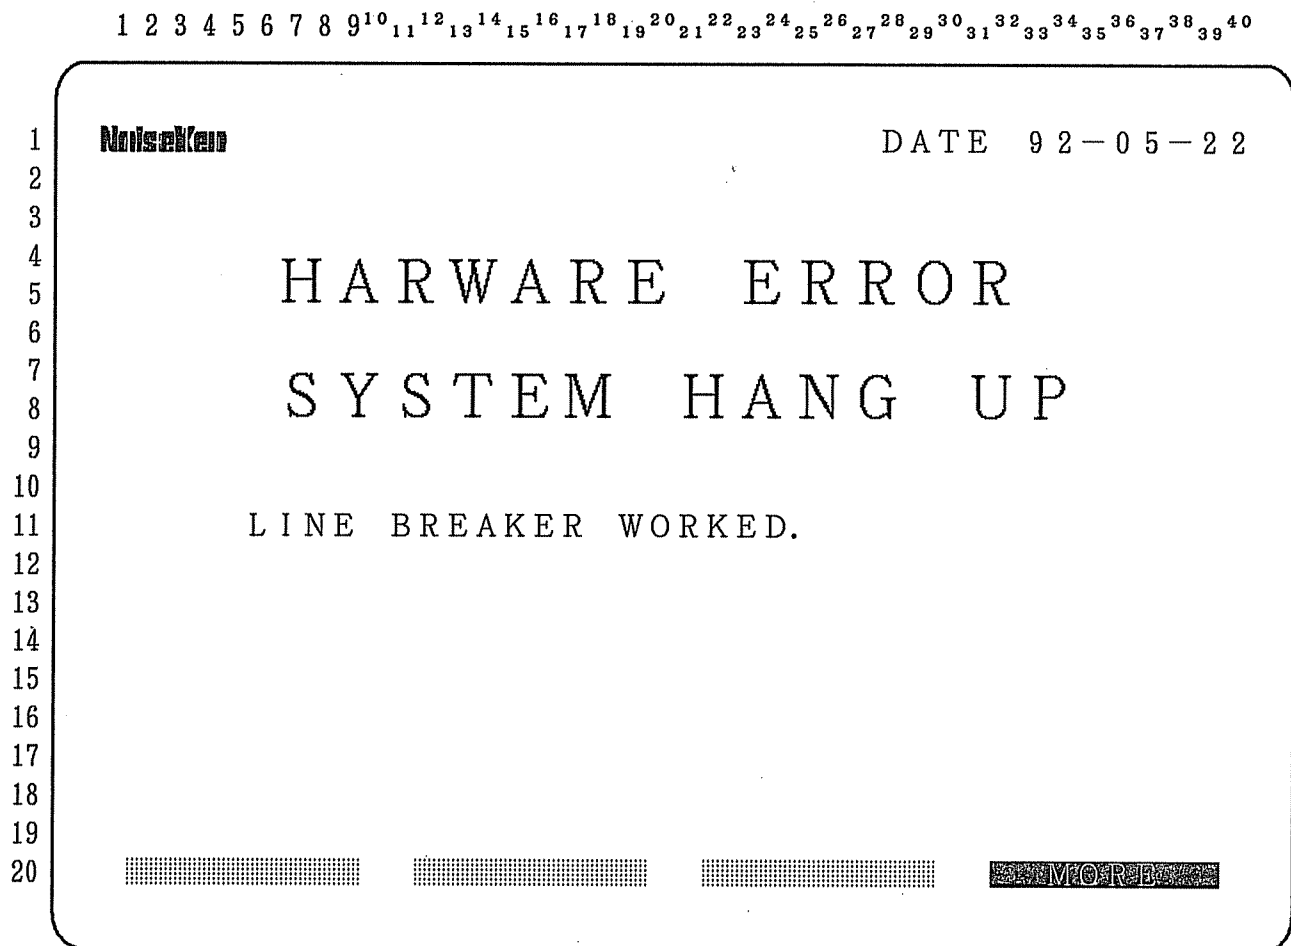 1 2 3 4 5 6 7 8 9 10 11 12 13 14 15 16 17 18 19 20 21 22 23 24 25 26 27 28 29 30 31 32 33 34 35 36 37 38 39 40
1 NoiseKen DATE 92-05-22
2
3
4
HARWARE ERROR
5
6
7
SYSTEM HANG UP
8
9
10
11 LINE BREAKER WORKED.
12
13
14
15
16
17
18
19
20 MORE